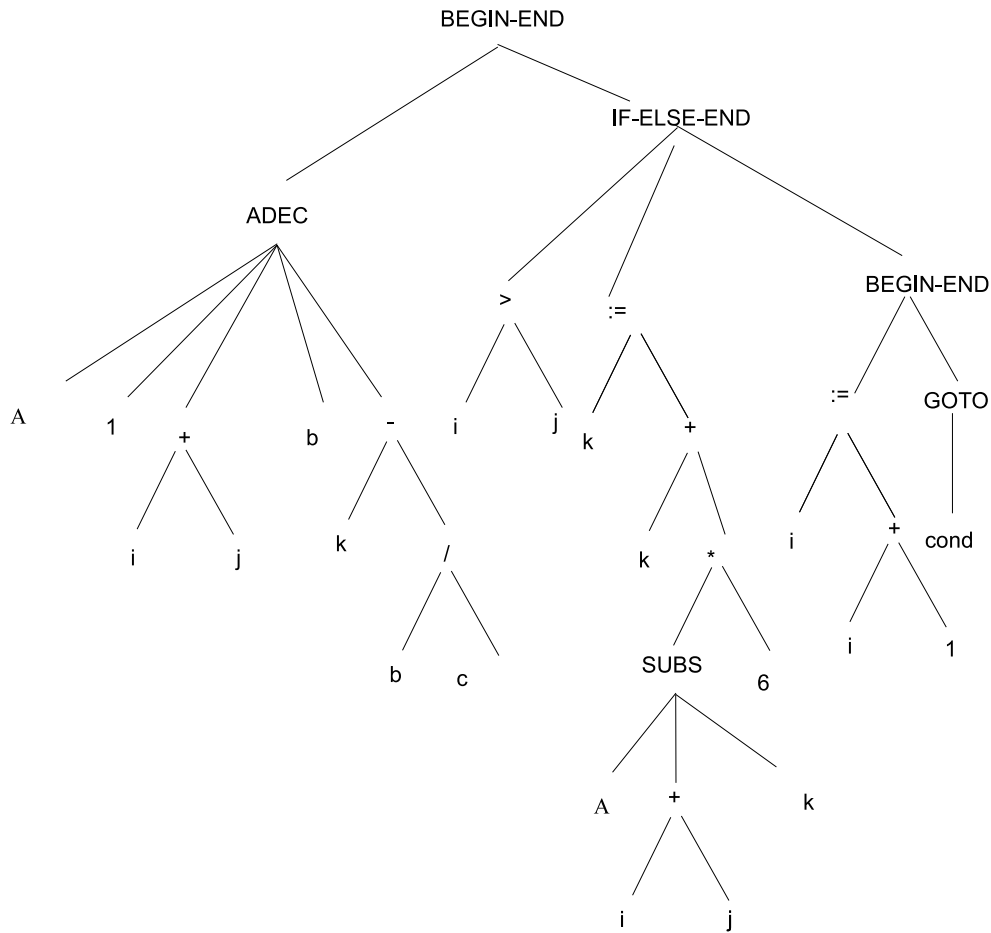 BEGIN-END
IF-ELSE-END
ADEC
BEGIN-END
> :=
:= GOTO
A 1 + b - i j k +
i + cond
i j k / k *
i 1
b c SUBS 6
A + k
i j